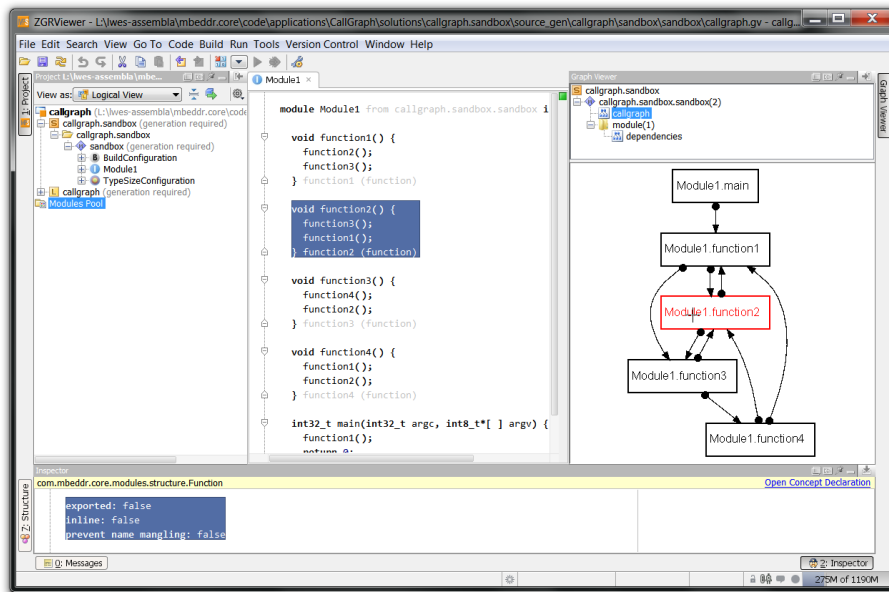 ZGRViewer - L:\lwes-assembla\mbeddr.core\code\applications\CallGraph\solutions\callgraph.sandbox\source_gen\callgraph\sandbox\sandbox\callgraph.gv - callg...
File Edit Search View Go To Code Build Run Tools Version Control Window Help
Project L:\lwes-assembla\mbe...
Module1
View as: Logical View
callgraph (L:\lwes-assembla\mbeddr.core\code
callgraph.sandbox (generation required)
callgraph.sandbox
sandbox (generation required)
BuildConfiguration
Module1
TypeSizeConfiguration
callgraph (generation required)
Modules Pool
1: Project
Z: Structure
module Module1 from callgraph.sandbox.sandbox i
void function1() {
function2();
function3();
} function1 (function)
void function2() {
function3();
function1();
} function2 (function)
void function3() {
function4();
function2();
} function3 (function)
void function4() {
function1();
function2();
} function4 (function)
int32_t main(int32_t argc, int8_t*[ ] argv) {
function1();
return 0;
Graph Viewer
callgraph.sandbox
callgraph.sandbox.sandbox(2)
callgraph
module(1)
dependencies
Graph Viewer
Module1.main
Module1.function1
Module1.function2
Module1.function3
Module1.function4
Inspector
com.mbeddr.core.modules.structure.Function
Open Concept Declaration
exported: false
inline: false
prevent name mangling: false
0: Messages
2: Inspector
275M of 1190M